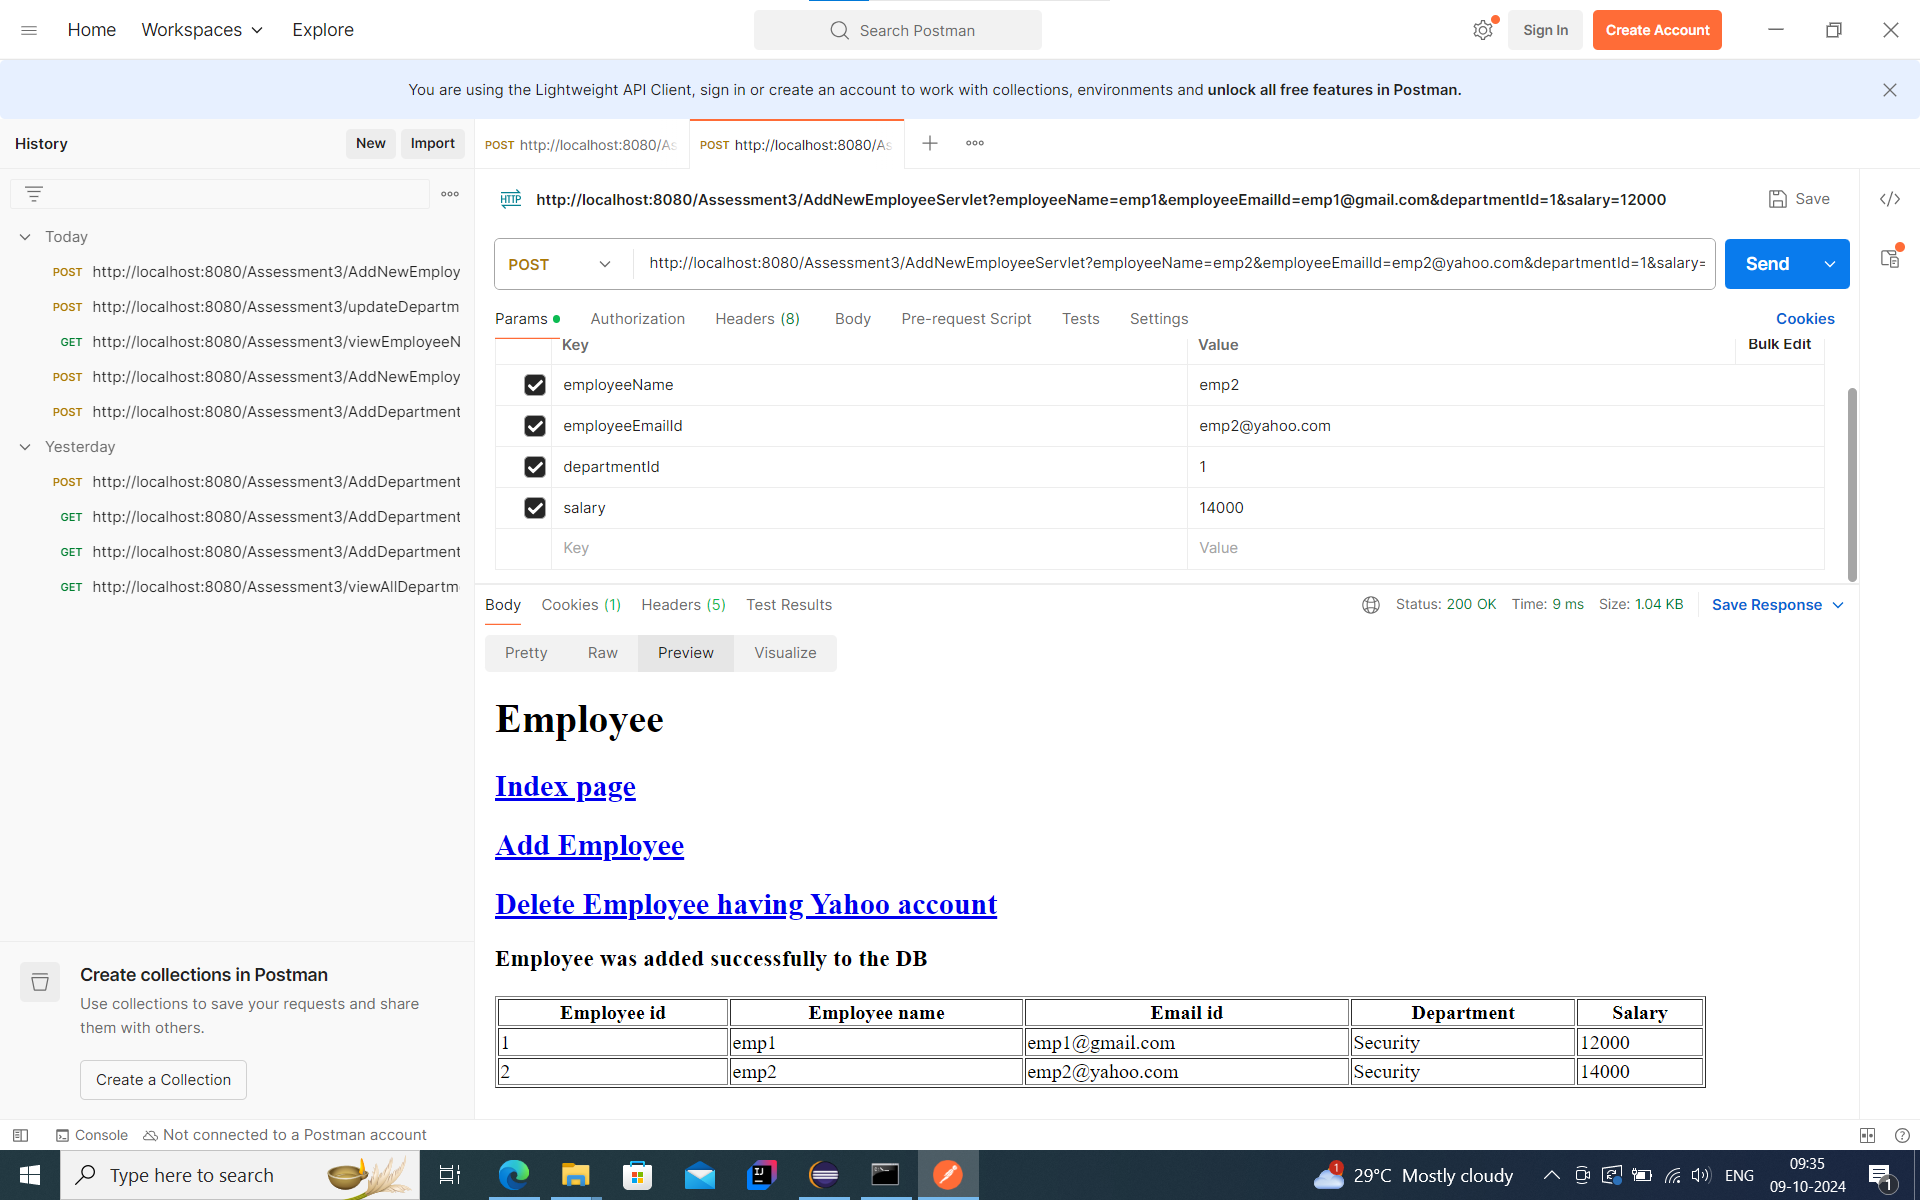 Home
Workspaces
Explore
Search Postman
Sign In
Create Account
You are using the Lightweight API Client, sign in or create an account to work with collections, environments and unlock all free features in Postman.
History
New
Import
POST http://localhost:8080/As
POST http://localhost:8080/As
HTTP
http://localhost:8080/Assessment3/AddNewEmployeeServlet?employeeName=emp1&employeeEmailId=emp1@gmail.com&departmentId=1&salary=12000
Save
Today
POST http://localhost:8080/Assessment3/AddNewEmploy
POST http://localhost:8080/Assessment3/updateDepartm
GET http://localhost:8080/Assessment3/viewEmployeeN
POST http://localhost:8080/Assessment3/AddNewEmploy
POST http://localhost:8080/Assessment3/AddDepartment
Yesterday
POST http://localhost:8080/Assessment3/AddDepartment
GET http://localhost:8080/Assessment3/AddDepartment
GET http://localhost:8080/Assessment3/AddDepartment
GET http://localhost:8080/Assessment3/viewAllDepartm
POST
http://localhost:8080/Assessment3/AddNewEmployeeServlet?employeeName=emp2&employeeEmailId=emp2@yahoo.com&departmentId=1&salary=
Send
Params
Authorization
Headers (8)
Body
Pre-request Script
Tests
Settings
Cookies
Key Value Bulk Edit
employeeName emp2
employeeEmailId emp2@yahoo.com
departmentId 1
salary 14000
Key Value
Body
Cookies (1)
Headers (5)
Test Results
Status: 200 OK Time: 9 ms Size: 1.04 KB
Save Response
Pretty
Raw
Preview
Visualize
Employee
Index page
Add Employee
Delete Employee having Yahoo account
Employee was added successfully to the DB
Employee id Employee name Email id Department Salary
1 emp1 emp1@gmail.com Security 12000
2 emp2 emp2@yahoo.com Security 14000
Create collections in Postman
Use collections to save your requests and share
them with others.
Create a Collection
Console
Not connected to a Postman account
Type here to search
1
29°C Mostly cloudy
ENG
09:35
09-10-2024
1